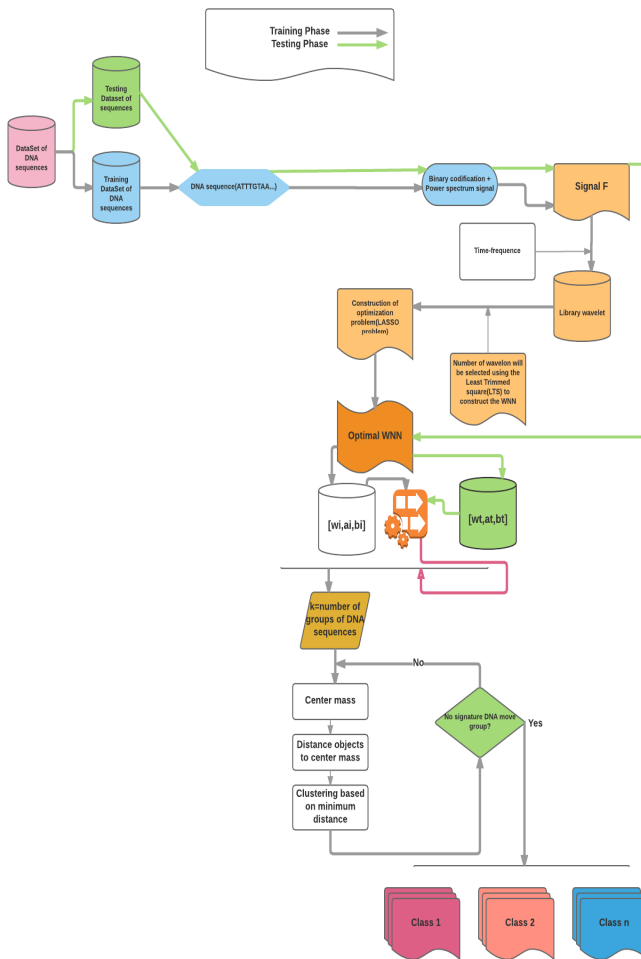 Training Phase
Testing Phase
Testing
Dataset of
sequences
DataSet of
DNA
sequences
Training
DataSet of
DNA
sequences
DNA sequence(ATTTGTAA...)
Binary codification +
Power spectrum signal
Signal F
Time-frequence
Library wavelet
Construction of
optimization
problem(LASSO
problem)
Number of wavelon will
be selected using the
Least Trimmed
square(LTS) to
construct the WNN
Optimal WNN
[wi,ai,bi]
[wt,at,bt]
k=number of
groups of DNA
sequences
No
Center mass
No signature DNA move
group?
Yes
Distance objects
to center mass
Clustering based
on minimum
distance
Class 1
Class 2
Class n